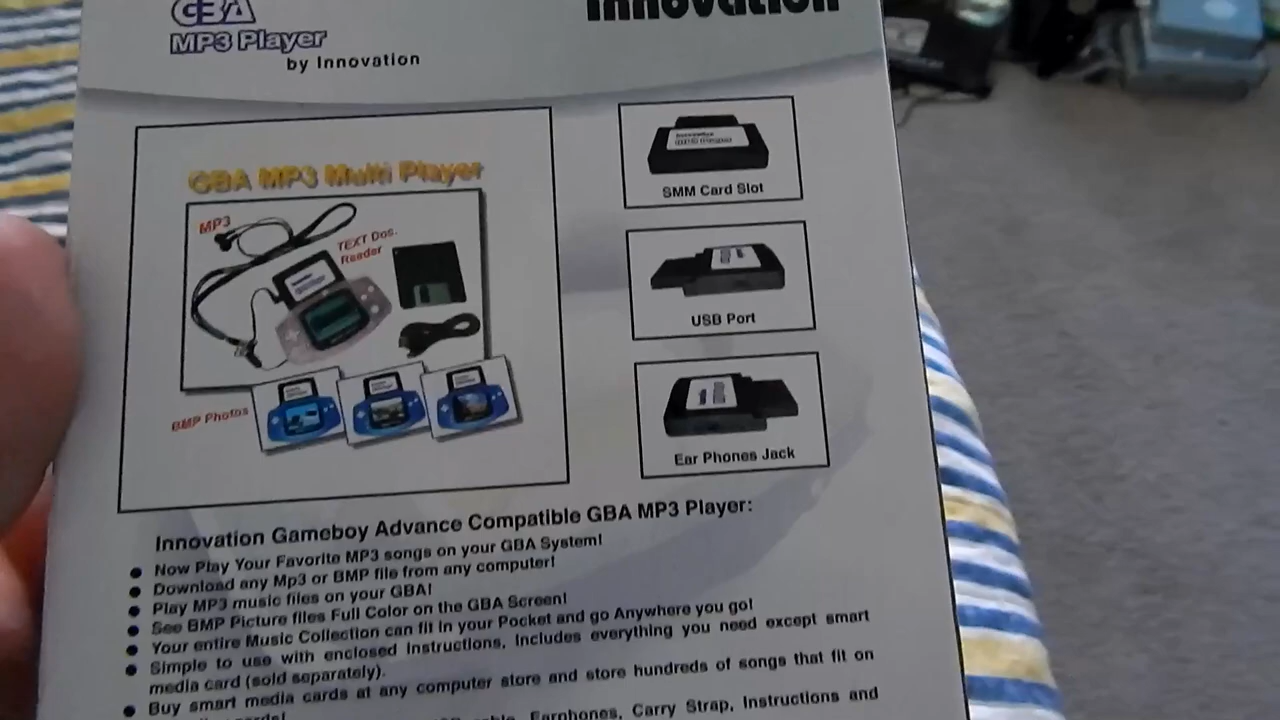 GBA
MP3 Player
by Innovation
Innovation
GBA MP3 Multi Player
MP3
TEXT Dos.
Reader
BMP Photos
SMM Card Slot
USB Port
Ear Phones Jack
Innovation Gameboy Advance Compatible GBA MP3 Player:
● Now Play Your Favorite MP3 songs on your GBA System!
● Download any Mp3 or BMP file from any computer!
● Play MP3 music files on your GBA!
● See BMP Picture files Full Color on the GBA Screen!
● Your entire Music Collection can fit in your Pocket and go Anywhere you go!
● Simple to use with enclosed Instructions, Includes everything you need except smart
media card (sold separately).
● Buy smart media cards at any computer store and store hundreds of songs that fit on
Earphones, Carry Strap, Instructions and